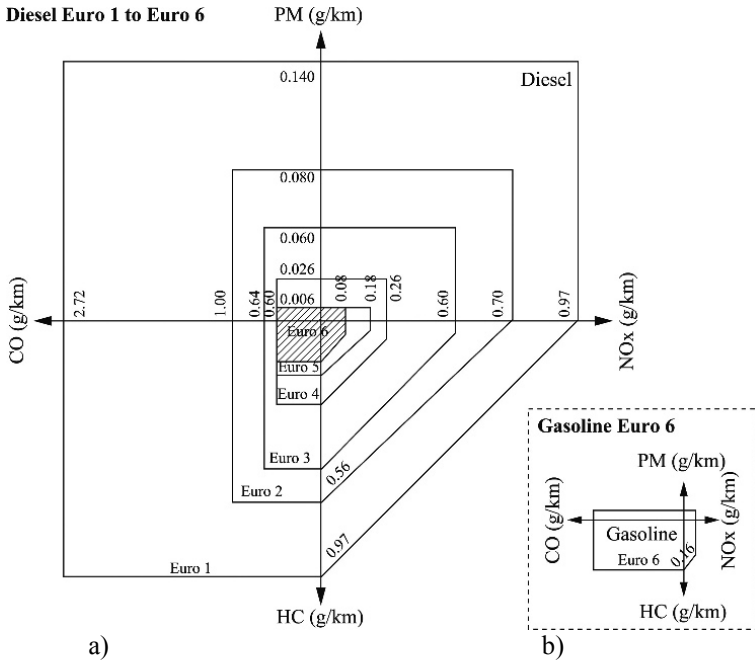 Diesel Euro 1 to Euro 6
PM (g/km)
Diesel
0.140
0.080
0.060
0.026
0.006
2.72
1.00
0.64
0.60
0.08
0.18
0.26
0.60
0.70
0.97
CO (g/km)
NOx (g/km)
Euro 6
Euro 5
Euro 4
Euro 3
Euro 2
Euro 1
0.56
0.97
HC (g/km)
a)
Gasoline Euro 6
PM (g/km)
CO (g/km)
NOx (g/km)
Gasoline
Euro 6
0.16
HC (g/km)
b)